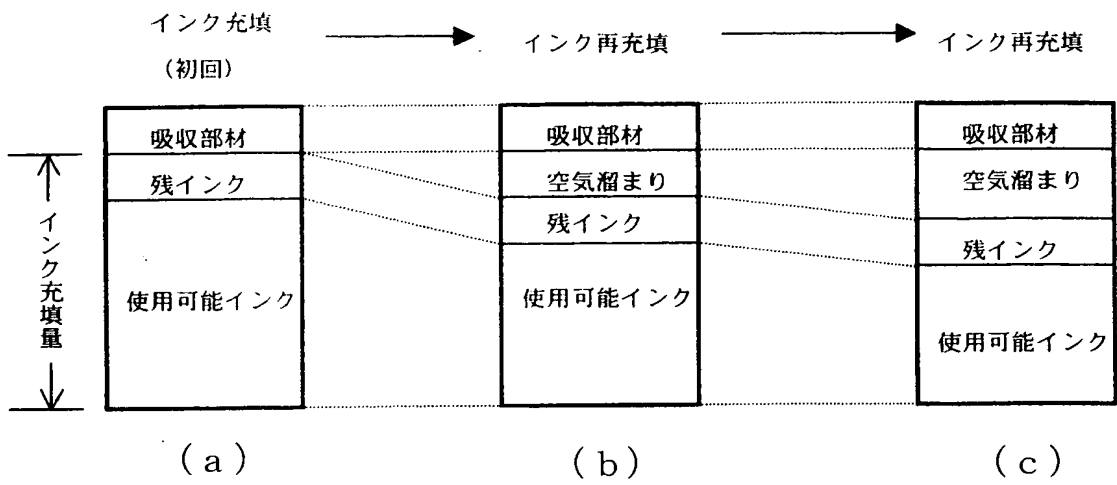 インク充填
(初回)
インク再充填
インク再充填
吸収部材
残インク
使用可能インク
インク充填量
吸収部材
空気溜まり
残インク
使用可能インク
吸収部材
空気溜まり
残インク
使用可能インク
(a)
(b)
(c)